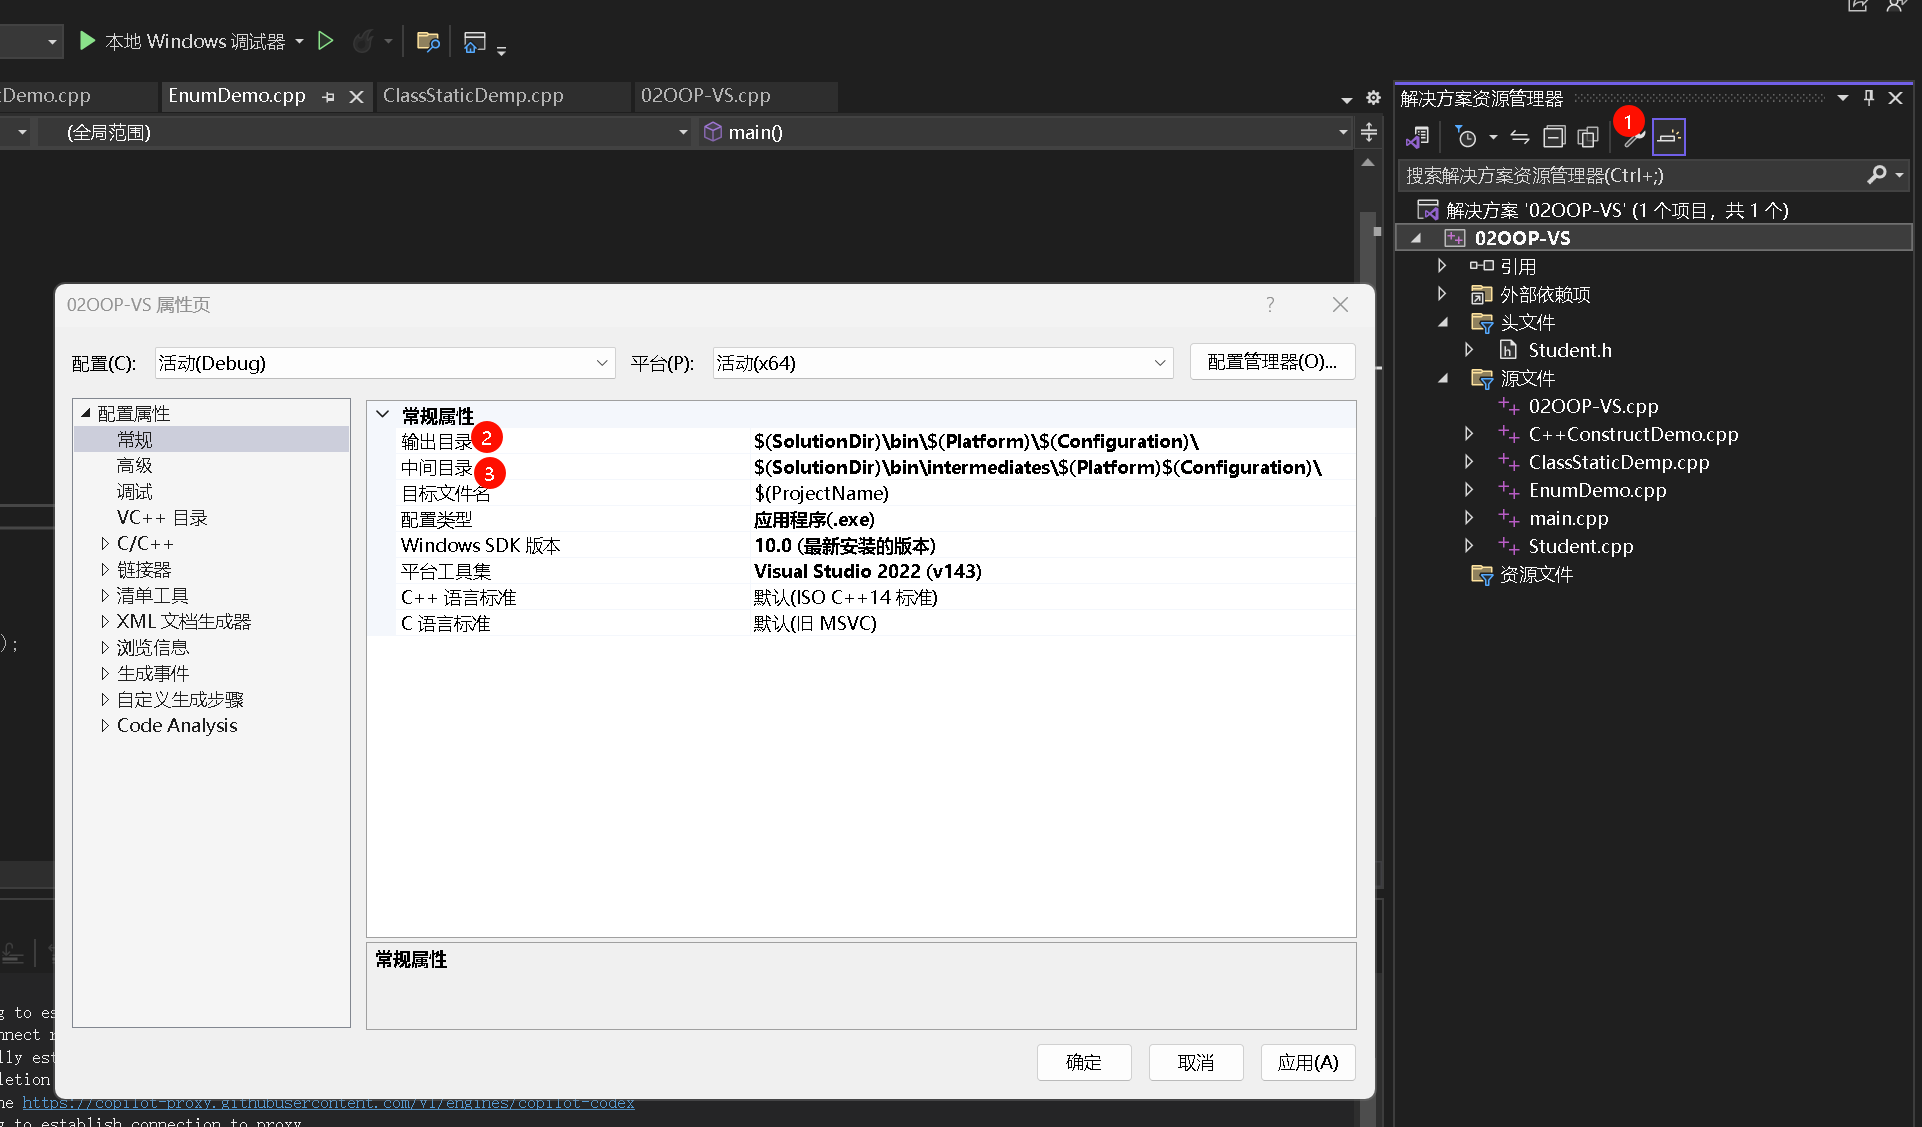 本地 Windows 调试器
Demo.cpp
EnumDemo.cpp
ClassStaticDemp.cpp
02OOP-VS.cpp
(全局范围)
main()
解决方案资源管理器
1
搜索解决方案资源管理器(Ctrl+;)
解决方案 '02OOP-VS' (1 个项目，共 1 个)
02OOP-VS
引用
外部依赖项
头文件
Student.h
源文件
02OOP-VS.cpp
C++ConstructDemo.cpp
ClassStaticDemp.cpp
EnumDemo.cpp
main.cpp
Student.cpp
资源文件
02OOP-VS 属性页
?
配置(C):
活动(Debug)
平台(P):
活动(x64)
配置管理器(O)...
配置属性
常规
高级
调试
VC++ 目录
C/C++
链接器
清单工具
XML 文档生成器
浏览信息
生成事件
自定义生成步骤
Code Analysis
常规属性
输出目录 2 $(SolutionDir)\bin\$(Platform)\$(Configuration)\
中间目录 3 $(SolutionDir)\bin\intermediates\$(Platform)$(Configuration)\
目标文件名 $(ProjectName)
配置类型 应用程序(.exe)
Windows SDK 版本 10.0 (最新安装的版本)
平台工具集 Visual Studio 2022 (v143)
C++ 语言标准 默认(ISO C++14 标准)
C 语言标准 默认(旧 MSVC)
常规属性
确定
取消
应用(A)
);
g to es
nnect r
lly est
letion
ne https://copilot-proxy.githubusercontent.com/v1/engines/copilot-codex
g to establish connection to proxy